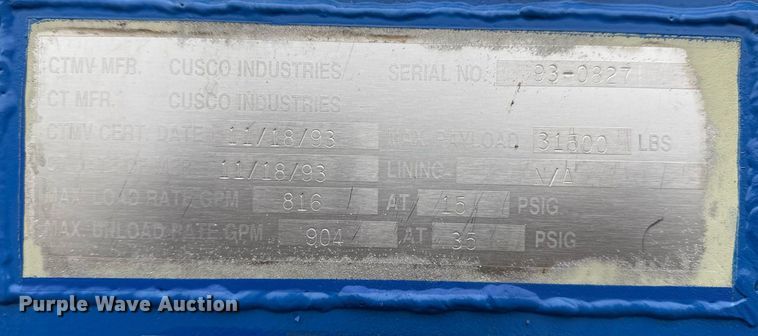 CTMV MFR. CUSCO INDUSTRIES SERIAL NO. 93-0827
CT MFR. CUSCO INDUSTRIES
CTMV CERT. DATE 11/18/93 MAX. PAYLOAD 31500 LBS
11/18/93 LINING N/A
MAX. LOAD RATE GPM 816 AT 15 PSIG
MAX. UNLOAD RATE GPM 904 AT 35 PSIG
Purple Wave Auction